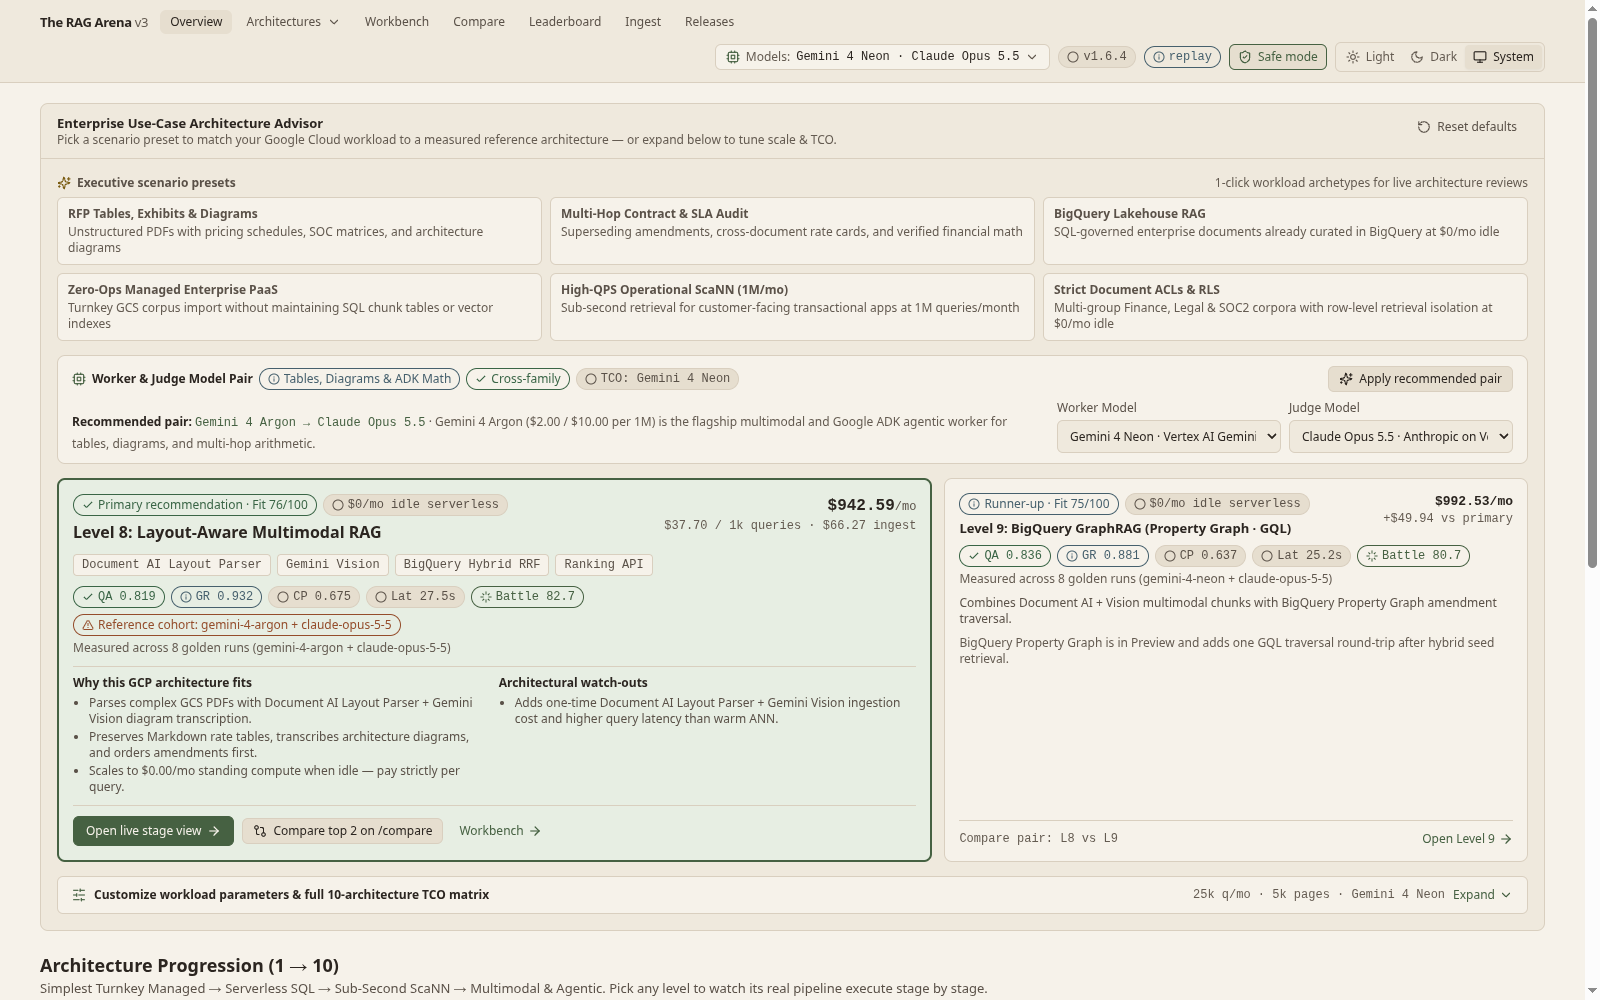 The RAG Arena v3
Overview
Architectures
Workbench
Compare
Leaderboard
Ingest
Releases
Models: Gemini 4 Neon · Claude Opus 5.5
v1.6.4
replay
Safe mode
Light
Dark
System
Enterprise Use-Case Architecture Advisor
Pick a scenario preset to match your Google Cloud workload to a measured reference architecture — or expand below to tune scale & TCO.
Reset defaults
Executive scenario presets
1-click workload archetypes for live architecture reviews
RFP Tables, Exhibits & Diagrams
Unstructured PDFs with pricing schedules, SOC matrices, and architecture
diagrams
Multi-Hop Contract & SLA Audit
Superseding amendments, cross-document rate cards, and verified financial math
BigQuery Lakehouse RAG
SQL-governed enterprise documents already curated in BigQuery at $0/mo idle
Zero-Ops Managed Enterprise PaaS
Turnkey GCS corpus import without maintaining SQL chunk tables or vector
indexes
High-QPS Operational ScaNN (1M/mo)
Sub-second retrieval for customer-facing transactional apps at 1M queries/month
Strict Document ACLs & RLS
Multi-group Finance, Legal & SOC2 corpora with row-level retrieval isolation at
$0/mo idle
Worker & Judge Model Pair
Tables, Diagrams & ADK Math
Cross-family
TCO: Gemini 4 Neon
Apply recommended pair
Recommended pair: Gemini 4 Argon → Claude Opus 5.5 · Gemini 4 Argon ($2.00 / $10.00 per 1M) is the flagship multimodal and Google ADK agentic worker for
tables, diagrams, and multi-hop arithmetic.
Worker Model
Gemini 4 Neon · Vertex AI Gemini
Judge Model
Claude Opus 5.5 · Anthropic on V
Primary recommendation · Fit 76/100
$0/mo idle serverless
$942.59/mo
$37.70 / 1k queries · $66.27 ingest
Level 8: Layout-Aware Multimodal RAG
Document AI Layout Parser
Gemini Vision
BigQuery Hybrid RRF
Ranking API
QA 0.819
GR 0.932
CP 0.675
Lat 27.5s
Battle 82.7
Reference cohort: gemini-4-argon + claude-opus-5-5
Measured across 8 golden runs (gemini-4-argon + claude-opus-5-5)
Why this GCP architecture fits
• Parses complex GCS PDFs with Document AI Layout Parser + Gemini
Vision diagram transcription.
• Preserves Markdown rate tables, transcribes architecture diagrams,
and orders amendments first.
• Scales to $0.00/mo standing compute when idle — pay strictly per
query.
Architectural watch-outs
• Adds one-time Document AI Layout Parser + Gemini Vision ingestion
cost and higher query latency than warm ANN.
Open live stage view →
Compare top 2 on /compare
Workbench →
Runner-up · Fit 75/100
$0/mo idle serverless
$992.53/mo
+$49.94 vs primary
Level 9: BigQuery GraphRAG (Property Graph · GQL)
QA 0.836
GR 0.881
CP 0.637
Lat 25.2s
Battle 80.7
Measured across 8 golden runs (gemini-4-neon + claude-opus-5-5)
Combines Document AI + Vision multimodal chunks with BigQuery Property Graph amendment
traversal.
BigQuery Property Graph is in Preview and adds one GQL traversal round-trip after hybrid seed
retrieval.
Compare pair: L8 vs L9
Open Level 9 →
Customize workload parameters & full 10-architecture TCO matrix
25k q/mo · 5k pages · Gemini 4 Neon
Expand
Architecture Progression (1 → 10)
Simplest Turnkey Managed → Serverless SQL → Sub-Second ScaNN → Multimodal & Agentic. Pick any level to watch its real pipeline execute stage by stage.